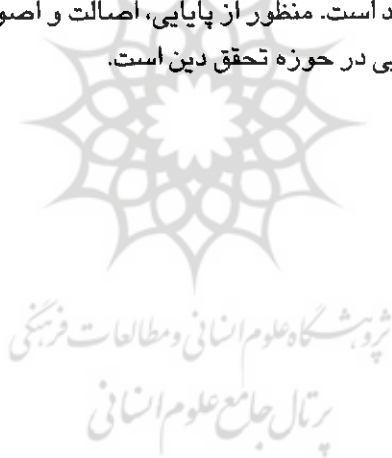 د است. منظور از پایایی، اصالت و اصو
یی در حوزه تحقق دین است.
پژوهشگاه علوم انسانی و مطالعات فرهنگی
پرتال جامع علوم انسانی